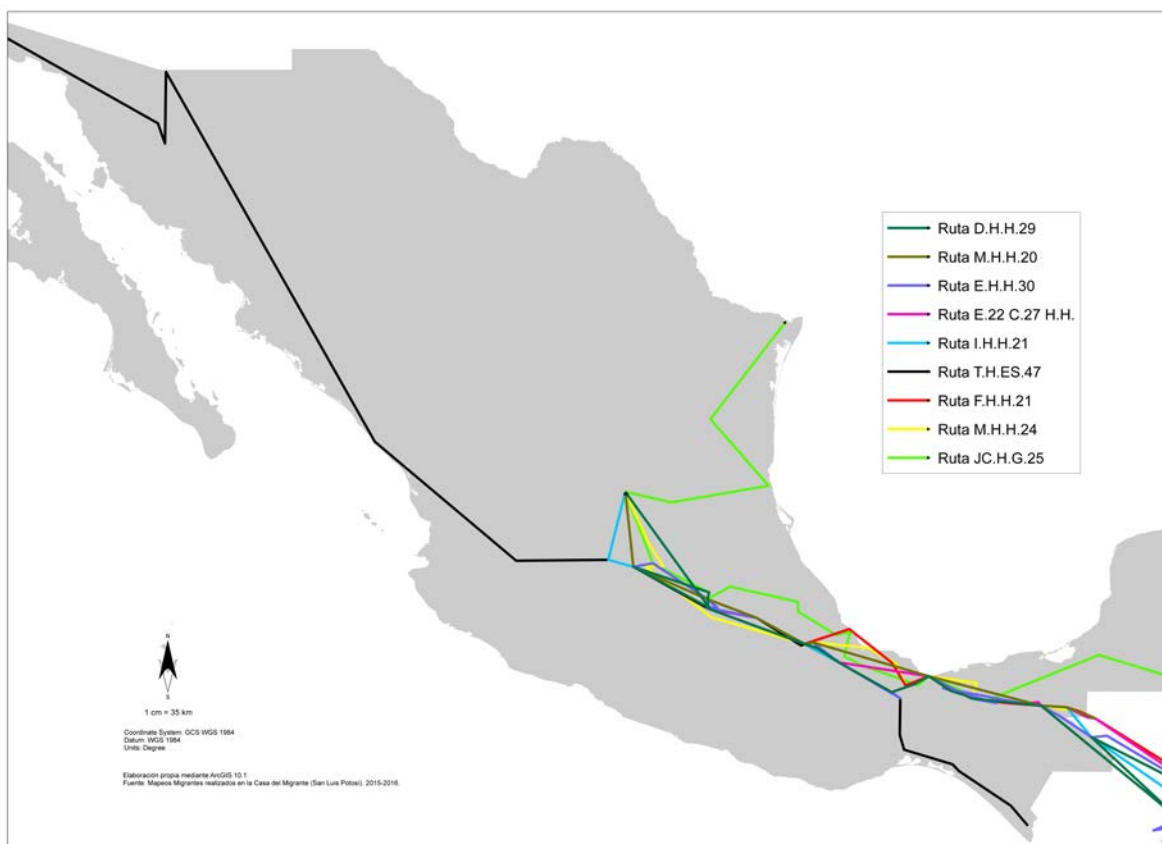 Ruta D.H.H.29
Ruta M.H.H.20
Ruta E.H.H.30
Ruta E.22 C.27 H.H.
Ruta I.H.H.21
Ruta T.H.ES.47
Ruta F.H.H.21
Ruta M.H.H.24
Ruta JC.H.G.25
N
S
1 cm = 35 km
Coordinate System: GCS WGS 1984
Datum: WGS 1984
Units: Degree
Elaboración propia mediante ArcGIS 10.1
Fuente: Mapeos Migrantes realizados en la Casa del Migrante (San Luis Potosí). 2015-2016.